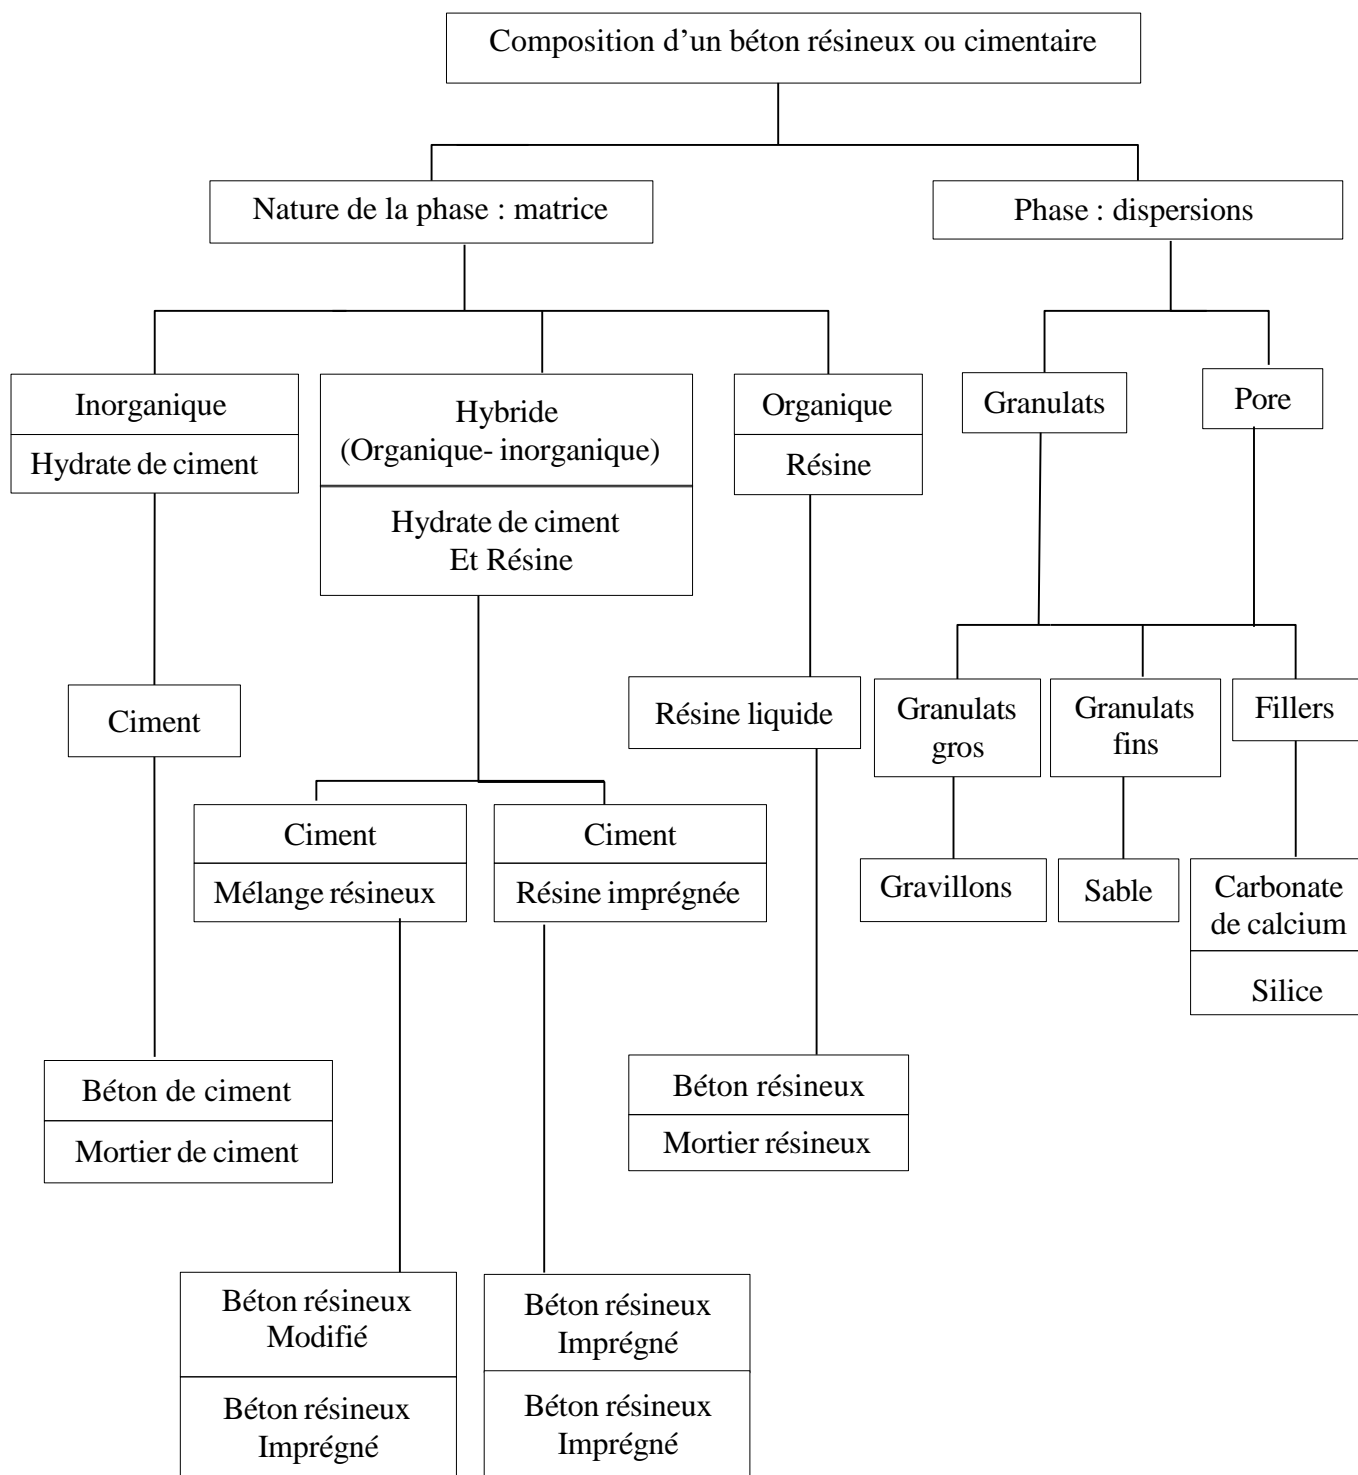 Composition d’un béton résineux ou cimentaire
Nature de la phase : matrice
Phase : dispersions
Inorganique
Hydrate de ciment
Hybride
(Organique- inorganique)
Hydrate de ciment
Et Résine
Organique
Résine
Granulats
Pore
Ciment
Résine liquide
Granulats
gros
Granulats
fins
Fillers
Ciment
Mélange résineux
Ciment
Résine imprégnée
Gravillons
Sable
Carbonate
de calcium
Silice
Béton de ciment
Mortier de ciment
Béton résineux
Mortier résineux
Béton résineux
Modifié
Béton résineux
Imprégné
Béton résineux
Imprégné
Béton résineux
Imprégné